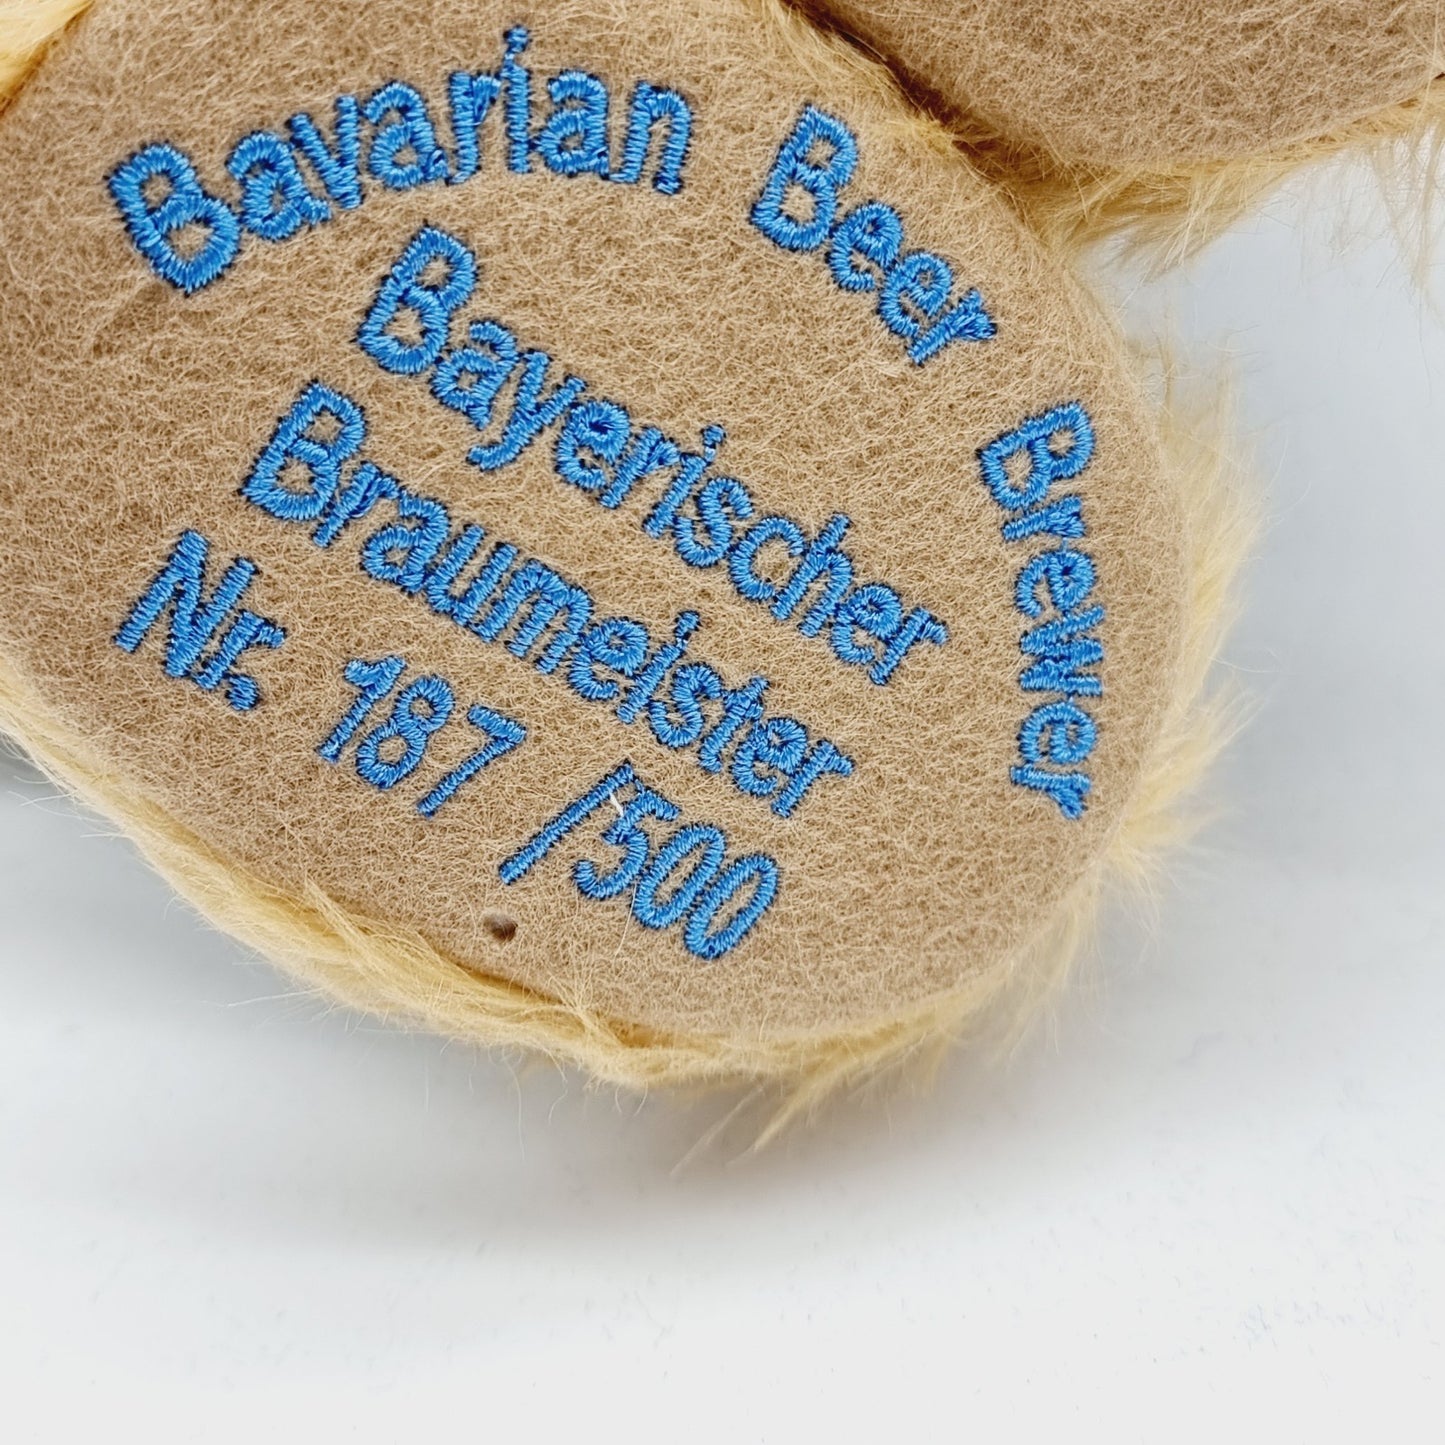 Bavarian Beer Brewer
Bayerischer
Braumeister
Nr. 187 /500